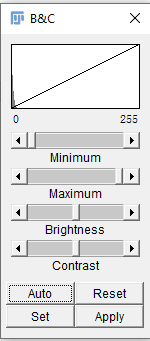 B&C
0 255
Minimum
Maximum
Brightness
Contrast
Auto Reset
Set Apply